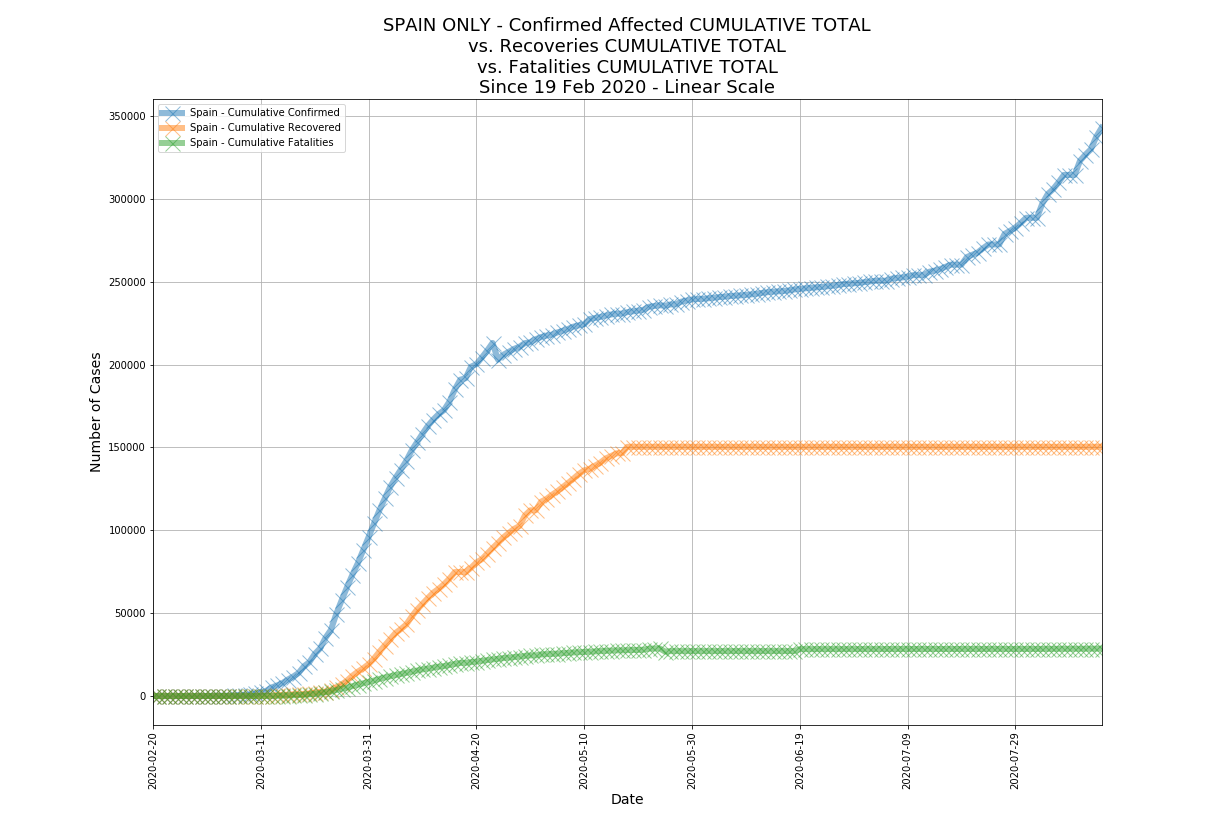 SPAIN ONLY - Confirmed Affected CUMULATIVE TOTAL
vs. Recoveries CUMULATIVE TOTAL
vs. Fatalities CUMULATIVE TOTAL
Since 19 Feb 2020 - Linear Scale
Spain - Cumulative Confirmed
Spain - Cumulative Recovered
Spain - Cumulative Fatalities
350000
300000
250000
200000
150000
100000
50000
0
Number of Cases
2020-02-20
2020-03-11
2020-03-31
2020-04-20
2020-05-10
2020-05-30
2020-06-19
2020-07-09
2020-07-29
Date